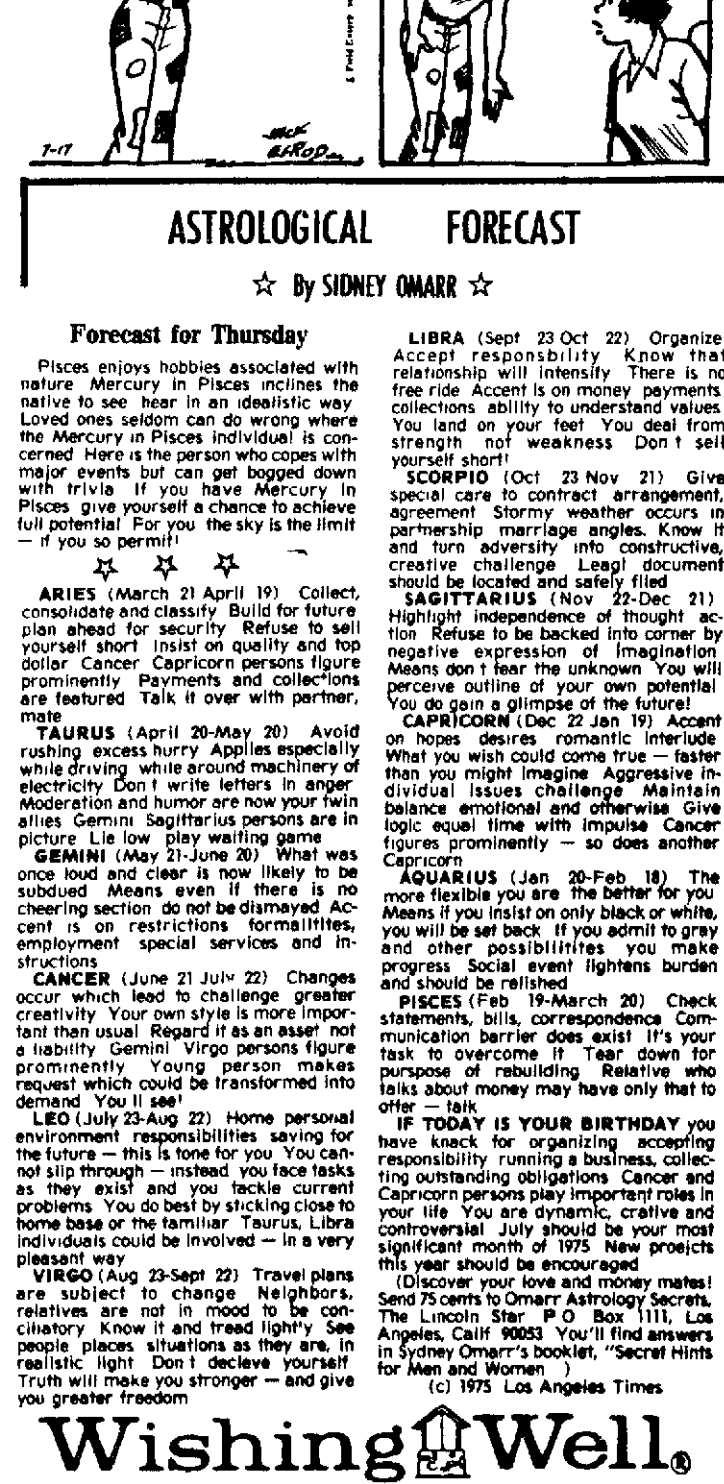 7-17
JACK
ELROD
ASTROLOGICAL FORECAST
☆ By SIDNEY OMARR ☆
Forecast for Thursday
Pisces enjoys hobbies associated with
nature Mercury in Pisces inclines the
native to see hear in an idealistic way
Loved ones seldom can do wrong where
the Mercury in Pisces individual is con-
cerned Here is the person who copes with
major events but can get bogged down
with trivia If you have Mercury in
Pisces give yourself a chance to achieve
full potential For you the sky is the limit
— if you so permit!
☆ ☆ ☆
ARIES (March 21 April 19) Collect,
consolidate and classify Build for future
plan ahead for security Refuse to sell
yourself short Insist on quality and top
dollar Cancer Capricorn persons figure
prominently Payments and collections
are featured Talk it over with partner,
mate
TAURUS (April 20-May 20) Avoid
rushing excess hurry Applies especially
while driving while around machinery of
electricity Don t write letters in anger
Moderation and humor are now your twin
allies Gemini Sagittarius persons are in
picture Lie low play waiting game
GEMINI (May 21-June 20) What was
once loud and clear is now likely to be
subdued Means even if there is no
cheering section do not be dismayed Ac-
cent is on restrictions formalitites,
employment special services and in-
structions
CANCER (June 21 July 22) Changes
occur which lead to challenge greater
creativity Your own style is more impor-
tant than usual Regard it as an asset not
a liability Gemini Virgo persons figure
prominently Young person makes
request which could be transformed into
demand You ll see!
LEO (July 23-Aug 22) Home personal
environment responsibilities saving for
the future — this is tone for you You can-
not slip through — instead you face tasks
as they exist and you tackle current
problems You do best by sticking close to
home base or the familiar Taurus, Libra
individuals could be involved — in a very
pleasant way
VIRGO (Aug 23-Sept 22) Travel plans
are subject to change Neighbors,
relatives are not in mood to be con-
ciliatory Know it and tread light'y See
people places situations as they are, in
realistic light Don t decieve yourself
Truth will make you stronger — and give
you greater freedom
LIBRA (Sept 23 Oct 22) Organize
Accept responsbility Know that
relationship will intensify There is no
free ride Accent is on money payments
collections ability to understand values
You land on your feet You deal from
strength not weakness Don t sell
yourself short!
SCORPIO (Oct 23 Nov 21) Give
special care to contract arrangement,
agreement Stormy weather occurs in
partnership marriage angles. Know it
and turn adversity into constructive,
creative challenge Leagl document
should be located and safely filed
SAGITTARIUS (Nov 22-Dec 21)
Highlight independence of thought ac-
tion Refuse to be backed into corner by
negative expression of imagination
Means don t fear the unknown You will
perceive outline of your own potential
You do gain a glimpse of the future!
CAPRICORN (Dec 22 Jan 19) Accent
on hopes desires romantic interlude
What you wish could come true — faster
than you might imagine Aggressive in-
dividual issues challenge Maintain
balance emotional and otherwise Give
logic equal time with impulse Cancer
figures prominently — so does another
Capricorn
AQUARIUS (Jan 20-Feb 18) The
more flexible you are the better for you
Means if you insist on only black or white,
you will be set back If you admit to gray
and other possibilitites you make
progress Social event lightens burden
and should be relished
PISCES (Feb 19-March 20) Check
statements, bills, correspondence Com-
munication barrier does exist It's your
task to overcome it Tear down for
purspose of rebuilding Relative who
talks about money may have only that to
offer — talk
IF TODAY IS YOUR BIRTHDAY you
have knack for organizing accepting
responsibility running a business, collec-
ting outstanding obligations Cancer and
Capricorn persons play important roles in
your life You are dynamic, crative and
controversial July should be your most
significant month of 1975 New proejcts
this year should be encouraged
(Discover your love and money mates!
Send 75 cents to Omarr Astrology Secrets,
The Lincoln Star P O Box 1111, Los
Angeles, Calif 90053 You'll find answers
in Sydney Omarr's booklet, "Secret Hints
for Men and Women )
(c) 1975 Los Angeles Times
Wishing Well®